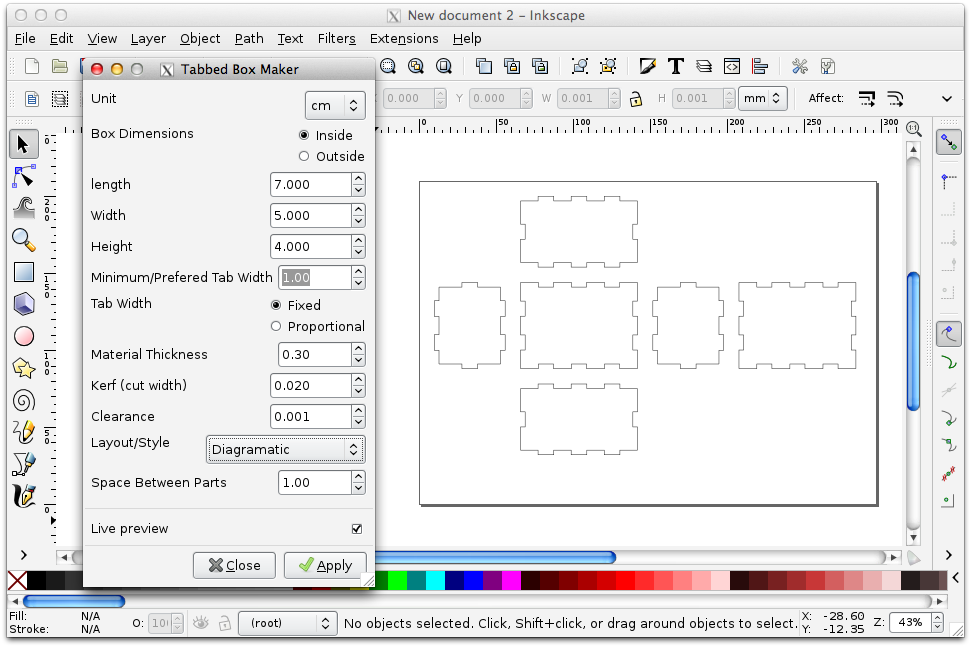 New document 2 - Inkscape
File Edit View Layer Object Path Text Filters Extensions Help
Tabbed Box Maker
0.000 Y 0.000 W 0.001 H 0.001 mm Affect:
Unit cm
Box Dimensions Inside
Outside
length 7.000
Width 5.000
Height 4.000
Minimum/Prefered Tab Width 1.00
Tab Width Fixed
Proportional
Material Thickness 0.30
Kerf (cut width) 0.020
Clearance 0.001
Layout/Style Diagramatic
Space Between Parts 1.00
Live preview
Close Apply
0 50 100 150 200 250 300
Fill: N/A
Stroke: N/A
O:
(root)
No objects selected. Click, Shift+click, or drag around objects to select.
X: -28.60
Y: -12.35
Z: 43%